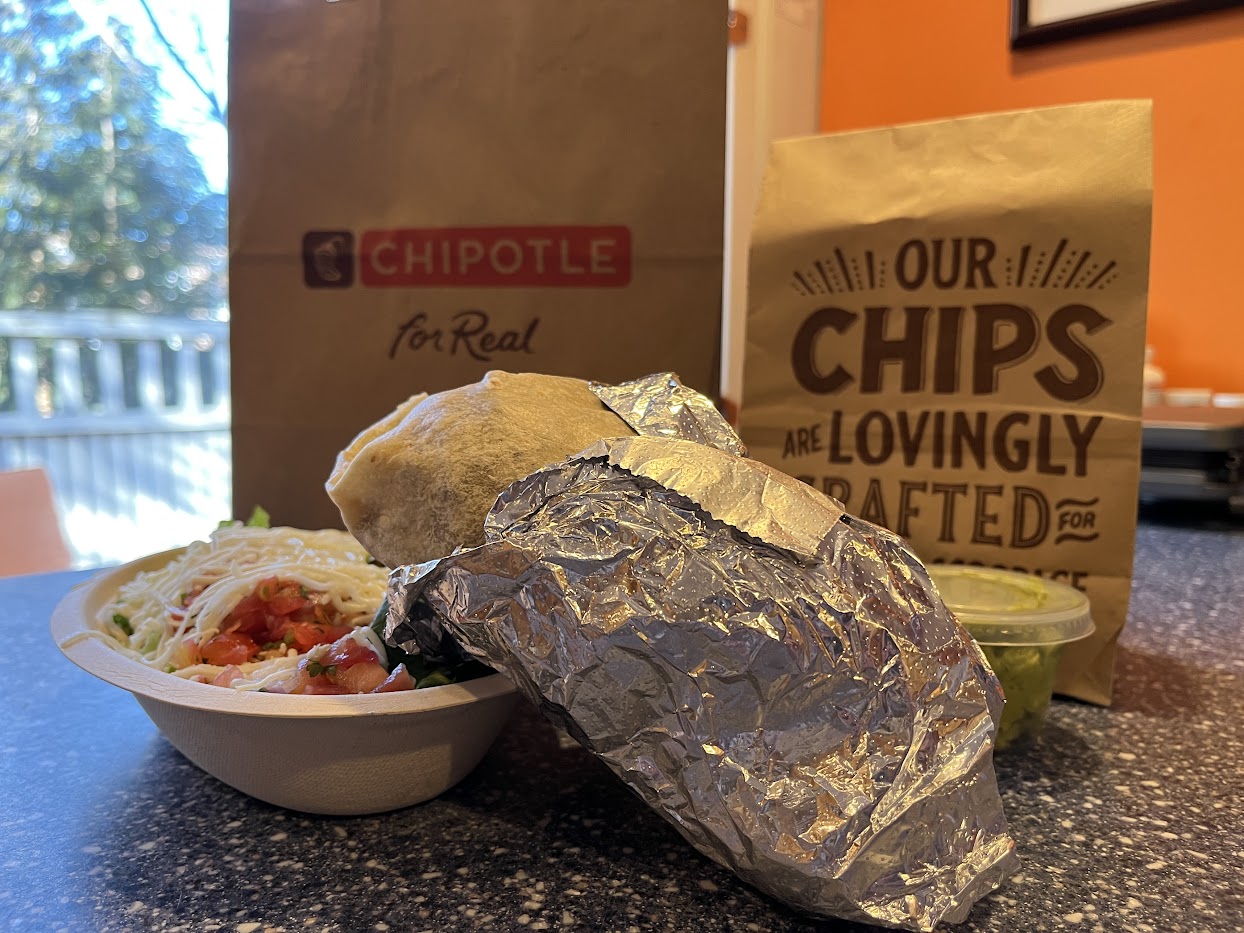 CHIPOTLE
for Real
OUR
CHIPS
ARE LOVINGLY
CRAFTED FOR